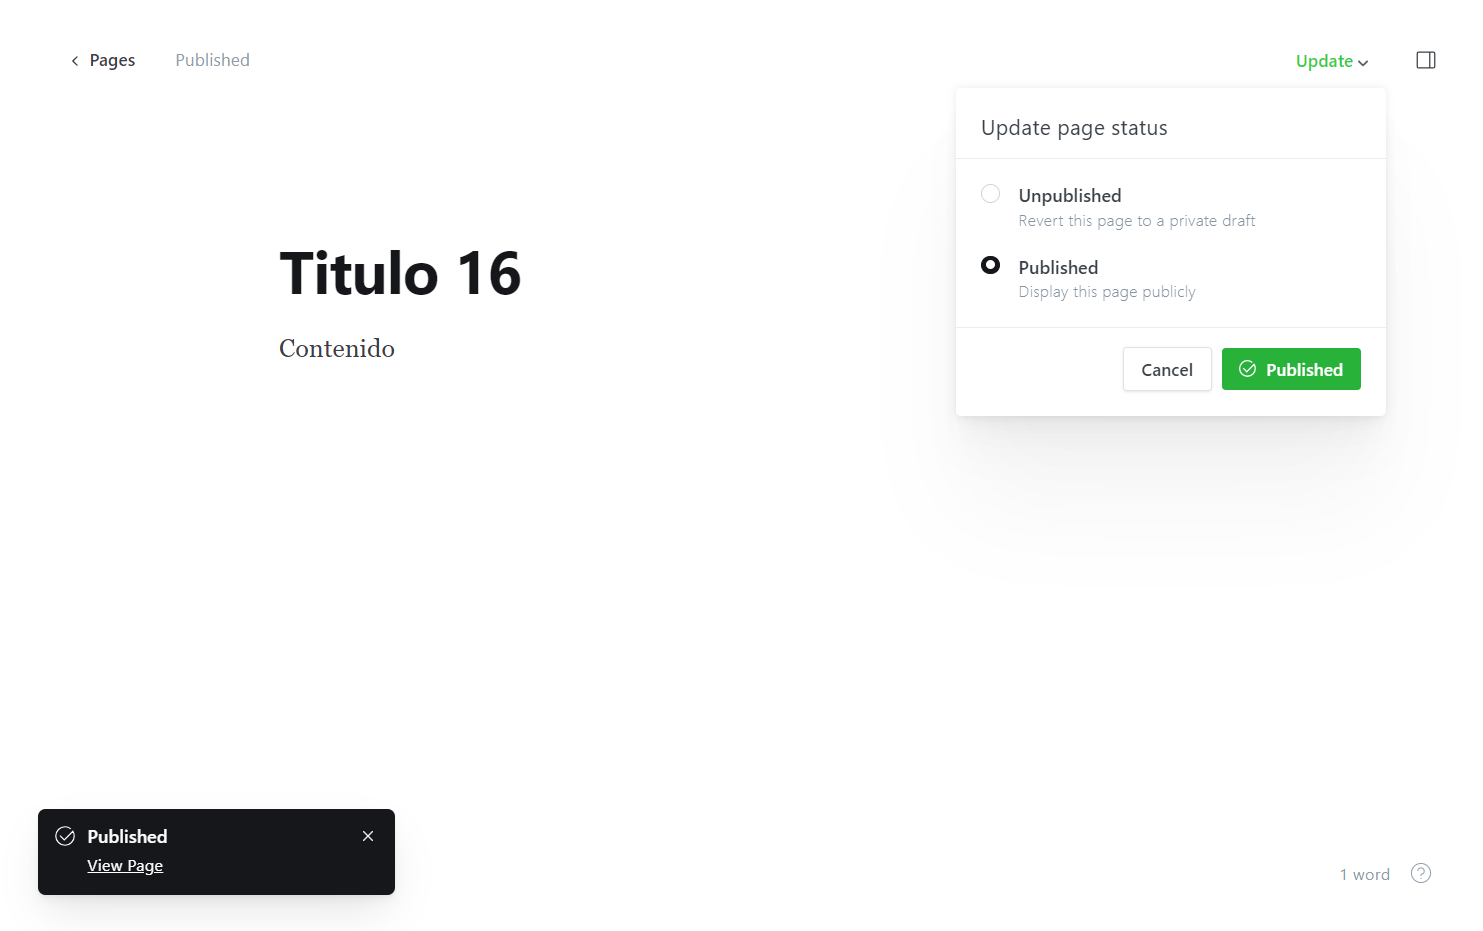 Pages
Published
Update
Update page status
Unpublished
Revert this page to a private draft
Published
Display this page publicly
Cancel
Published
Titulo 16
Contenido
Published
View Page
1 word